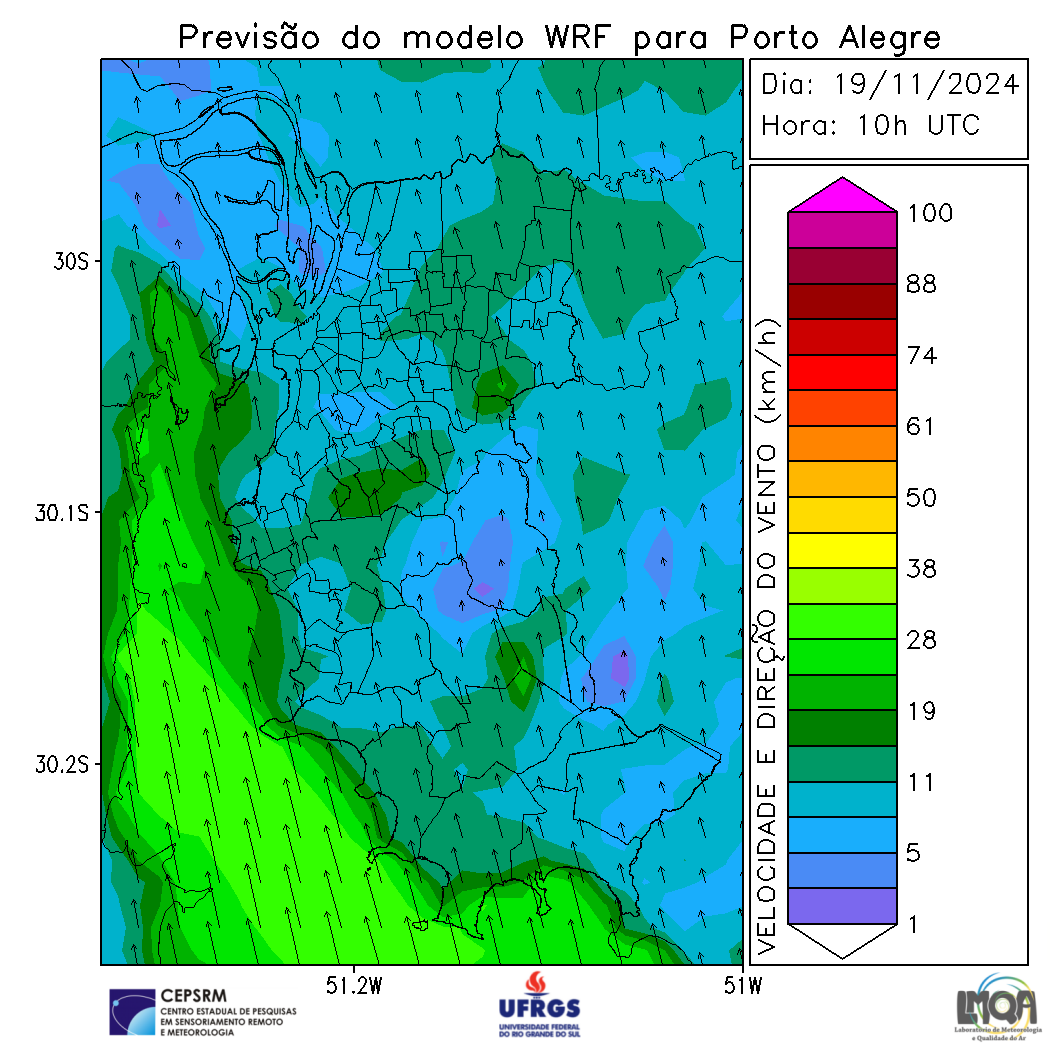 Previsão do modelo WRF para Porto Alegre
Dia: 19/11/2024
Hora: 10h UTC
30S
30.1S
30.2S
51.2W
51W
VELOCIDADE E DIREÇÃO DO VENTO (km/h)
100
88
74
61
50
38
28
19
11
5
1
CEPSRM
CENTRO ESTADUAL DE PESQUISAS
EM SENSORIAMENTO REMOTO
E METEOROLOGIA
UFRGS
UNIVERSIDADE FEDERAL
DO RIO GRANDE DO SUL
LMQA
Laboratório de Meteorologia
e Qualidade do Ar